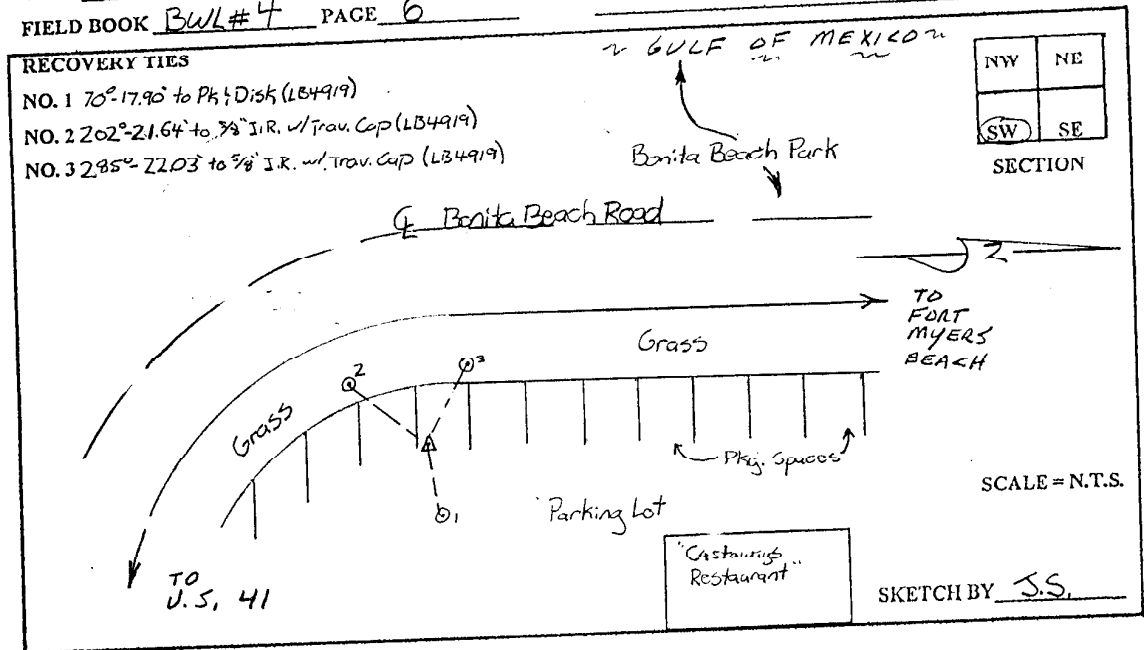 FIELD BOOK BWL#4 PAGE 6
RECOVERY TIES
NO. 1 70°-17.90' to Pk & Disk (LB4919)
NO. 2 202°-21.64' to 5/8" I.R. w/ Trav. Cap (LB4919)
NO. 3 285°-22.03' to 5/8" I.R. w/ Trav. Cap (LB4919)
~ GULF OF MEXICO ~
NW NE
SW SE
SECTION
Bonita Beach Park
℄ Bonita Beach Road
TO
FORT
MYERS
BEACH
Grass
2
3
Grass
Pkg. Spaces
1
Parking Lot
SCALE = N.T.S.
TO
U.S. 41
Restaurant"
SKETCH BY J.S.